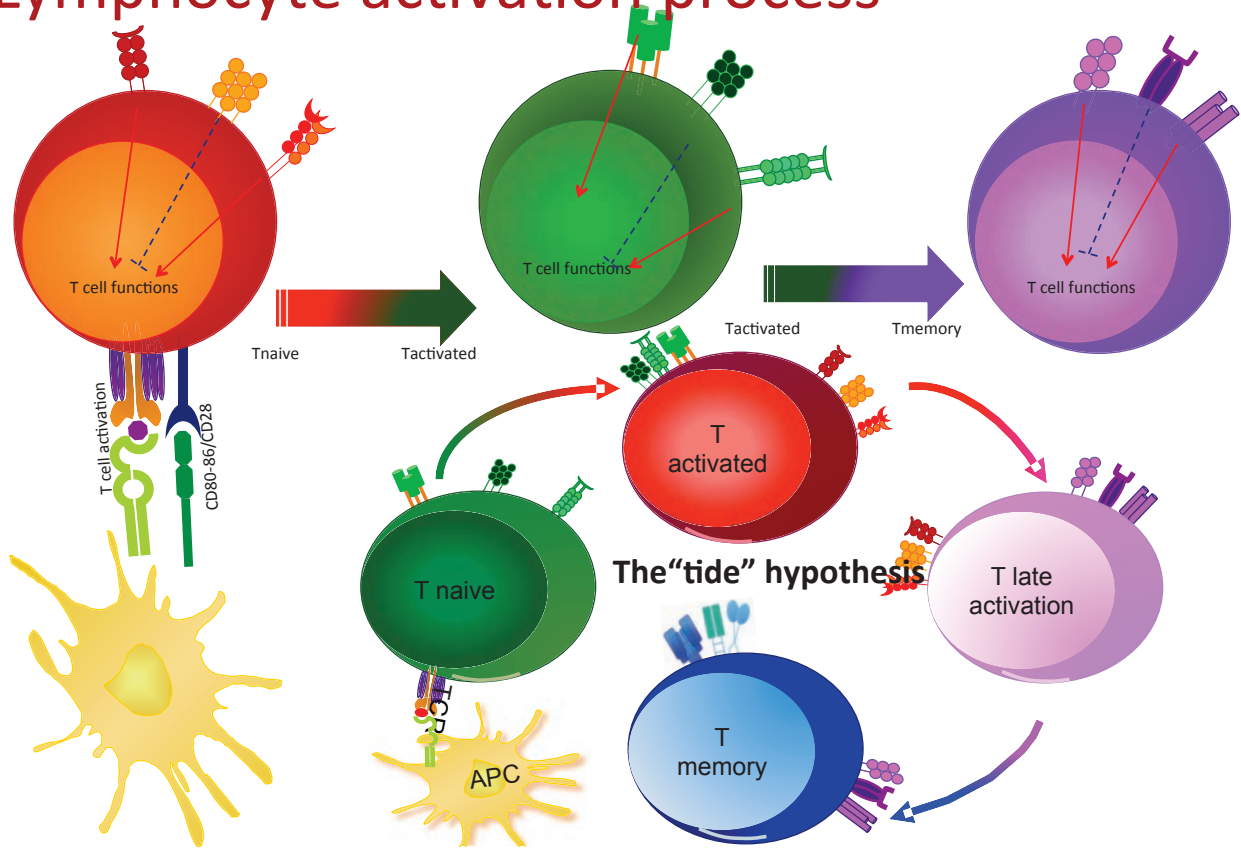 Lymphocyte activation process
T cell functions
T cell functions
T cell functions
Tnaive
Tactivated
Tactivated
Tmemory
T cell activation
CD80-86/CD28
T
activated
T naive
The“tide” hypothesis
T late
activation
TCR
APC
T
memory